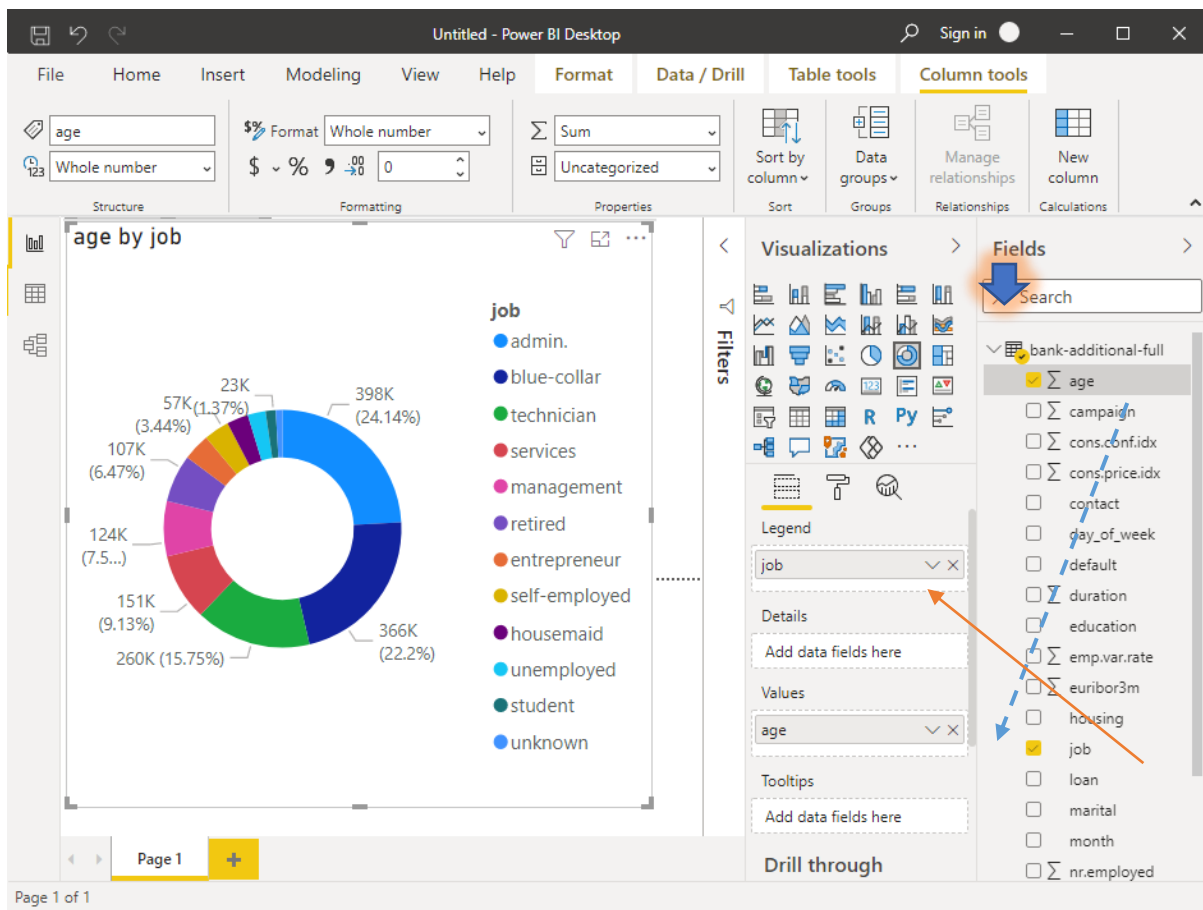 Untitled - Power BI Desktop
Sign in
File Home Insert Modeling View Help Format Data / Drill Table tools Column tools
age
Whole number
Structure
$% Format Whole number
$ % 9 .00 0
Formatting
Σ Sum
Uncategorized
Properties
Sort by
column
Sort
Data
groups
Groups
Manage
relationships
Relationships
New
column
Calculations
age by job
job
admin.
blue-collar
technician
services
management
retired
entrepreneur
self-employed
housemaid
unemployed
student
unknown
398K
(24.14%)
366K
(22.2%)
260K (15.75%)
151K
(9.13%)
124K
(7.5...)
107K
(6.47%)
57K
(3.44%)
23K
(1.37%)
Filters
Visualizations
123
R Py
...
Legend
job
Details
Add data fields here
Values
age
Tooltips
Add data fields here
Drill through
Fields
Search
bank-additional-full
Σ age
Σ campaign
Σ cons.conf.idx
Σ cons.price.idx
contact
day_of_week
default
Σ duration
education
Σ emp.var.rate
Σ euribor3m
housing
job
loan
marital
month
Σ nr.employed
Page 1
+
Page 1 of 1